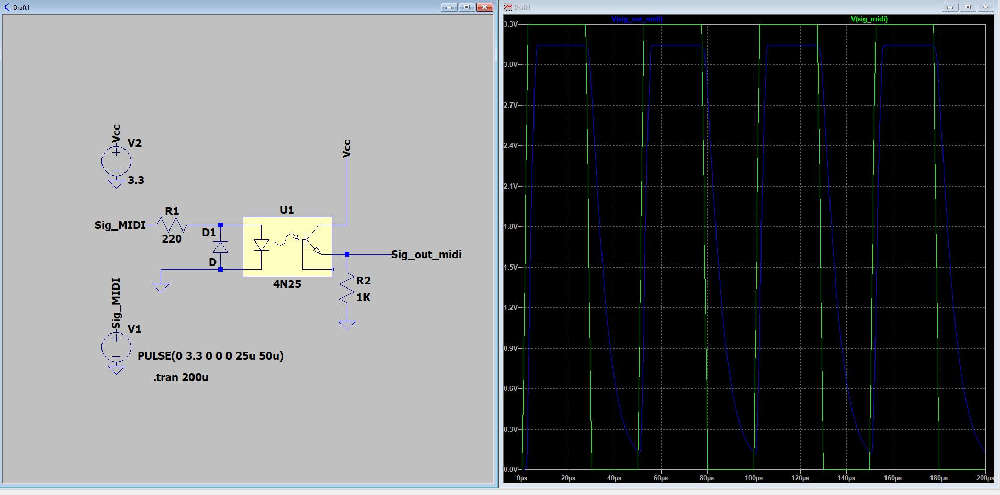 Draft1
Vcc
V2
3.3
Vcc
R1
U1
Sig_MIDI
220
D1
D
4N25
Sig_out_midi
R2
1K
Sig_MIDI
V1
PULSE(0 3.3 0 0 0 25u 50u)
.tran 200u
Draft1
V(sig_out_midi)
V(sig_midi)
3.3V
3.0V
2.7V
2.4V
2.1V
1.8V
1.5V
1.2V
0.9V
0.6V
0.3V
0.0V
0µs
20µs
40µs
60µs
80µs
100µs
120µs
140µs
160µs
180µs
200µs